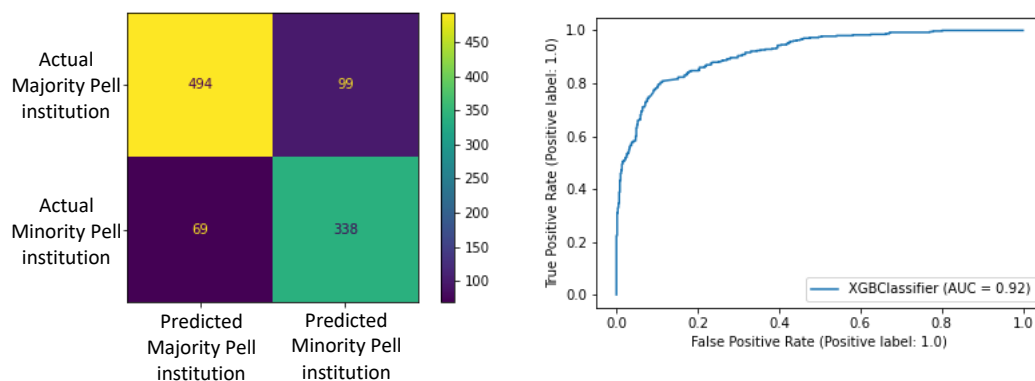 Actual
Majority Pell
institution
Actual
Minority Pell
institution
494
99
69
338
Predicted
Majority Pell
institution
Predicted
Minority Pell
institution
450
400
350
300
250
200
150
100
True Positive Rate (Positive label: 1.0)
1.0
0.8
0.6
0.4
0.2
0.0
XGBClassifier (AUC = 0.92)
0.0
0.2
0.4
0.6
0.8
1.0
False Positive Rate (Positive label: 1.0)